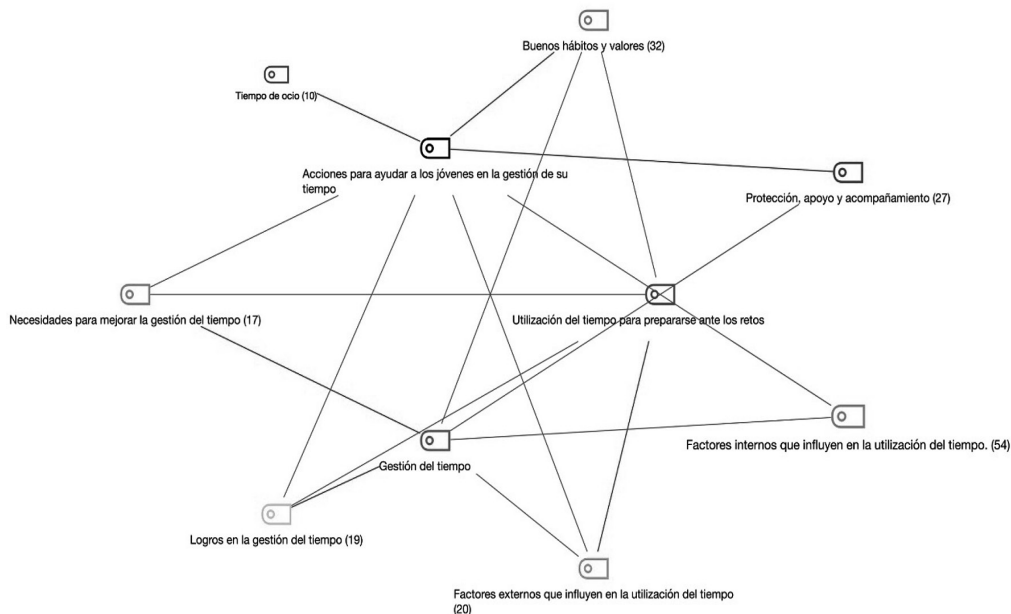 Buenos hábitos y valores (32)
Tiempo de ocio (10)
Acciones para ayudar a los jóvenes en la gestión de su
tiempo
Protección, apoyo y acompañamiento (27)
Necesidades para mejorar la gestión del tiempo (17)
Utilización del tiempo para prepararse ante los retos
Factores internos que influyen en la utilización del tiempo. (54)
Gestión del tiempo
Logros en la gestión del tiempo (19)
Factores externos que influyen en la utilización del tiempo
(20)